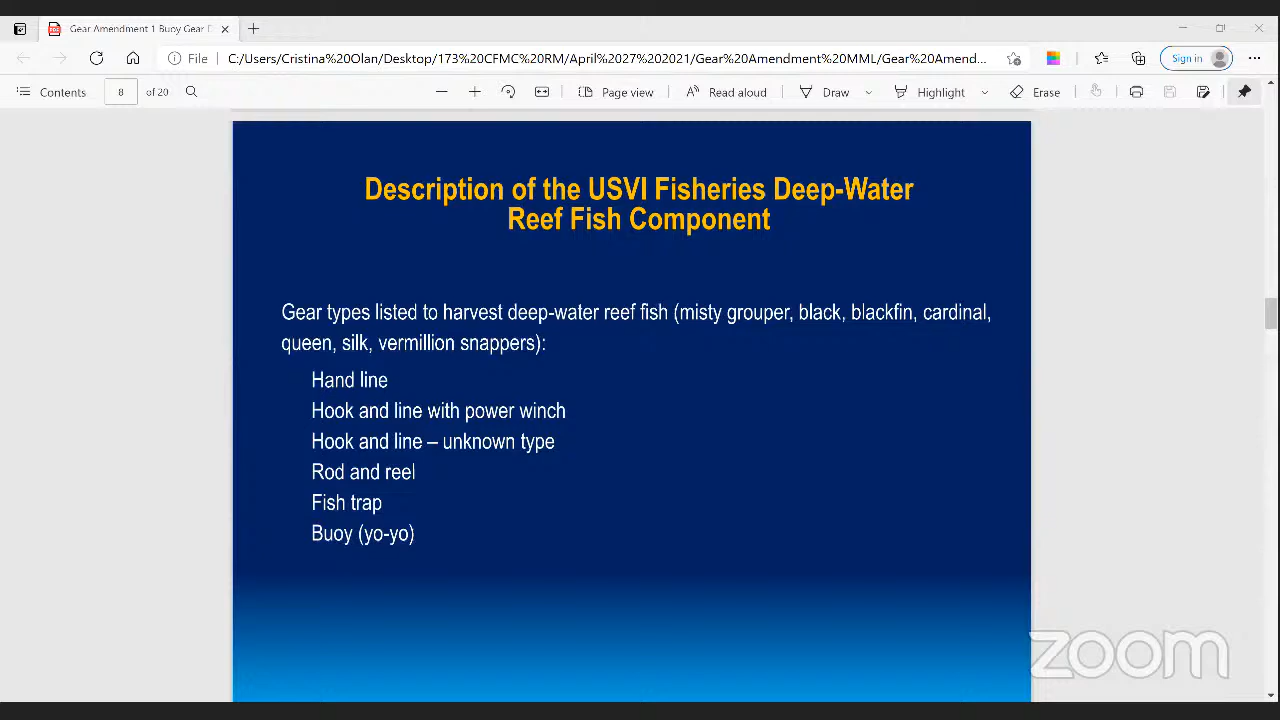 Gear Amendment 1 Buoy Gear
File
C:/Users/Cristina%20Olan/Desktop/173%20CFMC%20RM/April%207%202021/Gear%20Amendment%20MML/Gear%20Amend...
Sign in
Contents
8
of 20
Page view
Read aloud
Draw
Highlight
Erase
Description of the USVI Fisheries Deep-Water
Reef Fish Component
Gear types listed to harvest deep-water reef fish (misty grouper, black, blackfin, cardinal,
queen, silk, vermillion snappers):
Hand line
Hook and line with power winch
Hook and line – unknown type
Rod and reel
Fish trap
Buoy (yo-yo)
zoom